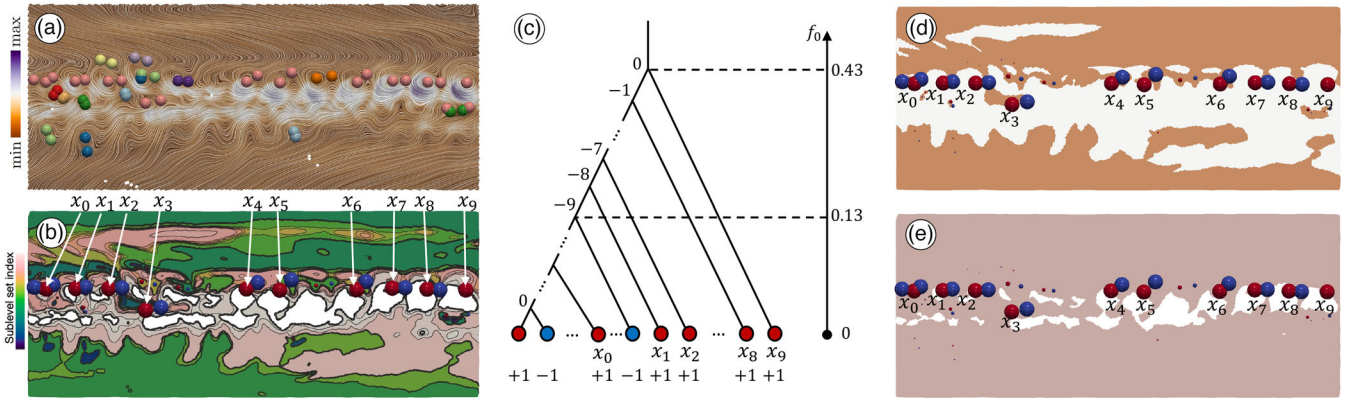 (a)
max
min
x₀ x₁ x₂ x₃ x₄ x₅ x₆ x₇ x₈ x₉
(b)
Sublevel set index
(c)
f₀
0
0.43
−1
−7
−8
−9
0.13
0
0
x₀ x₁ x₂ x₈ x₉
+1 −1 +1 −1 +1 +1 +1 +1
(d)
x₀ x₁ x₂ x₃ x₄ x₅ x₆ x₇ x₈ x₉
(e)
x₀ x₁ x₂ x₃ x₄ x₅ x₆ x₇ x₈ x₉